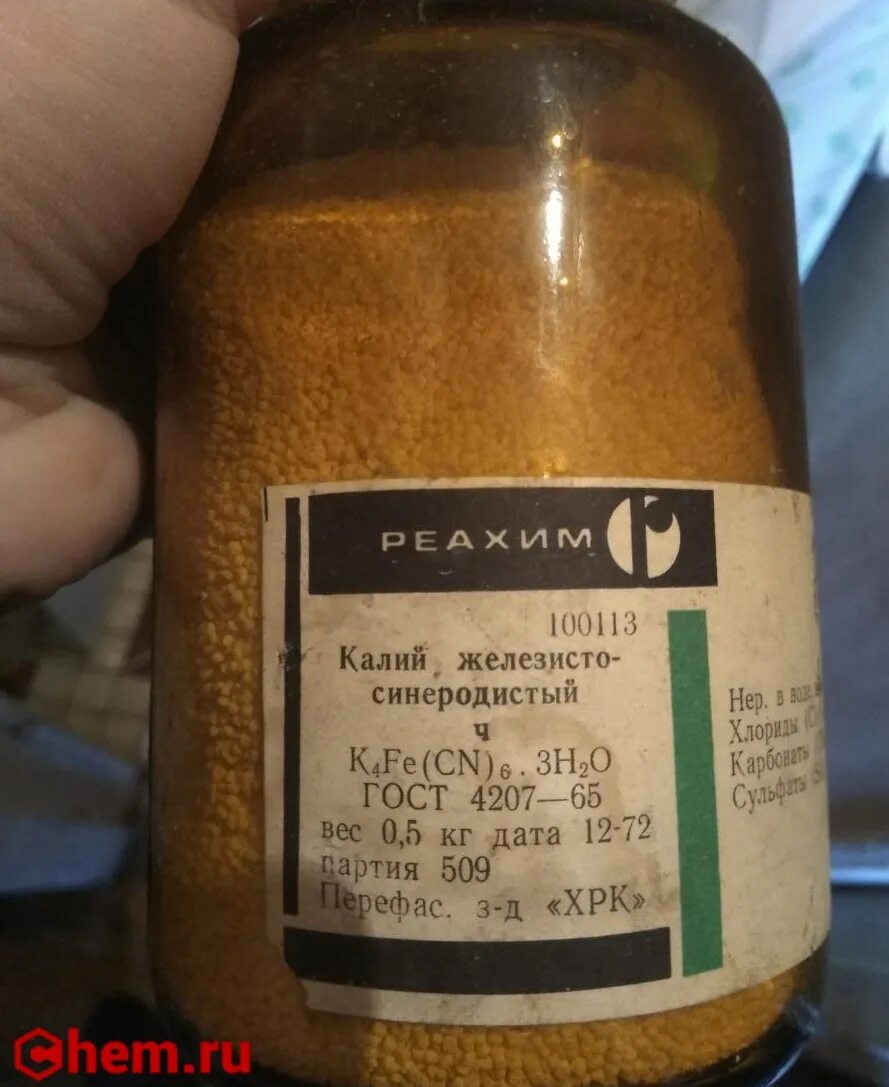 РЕАХИМ
100113
Калий железисто-
синеродистый
ч
K₄Fe(CN)₆ . 3H₂O
ГОСТ 4207—65
вес 0,5 кг дата 12-72
партия 509
Перефас. з-д «ХРК»
Нер. в воде
Хлориды
Карбонаты
Сульфаты
Chem.ru